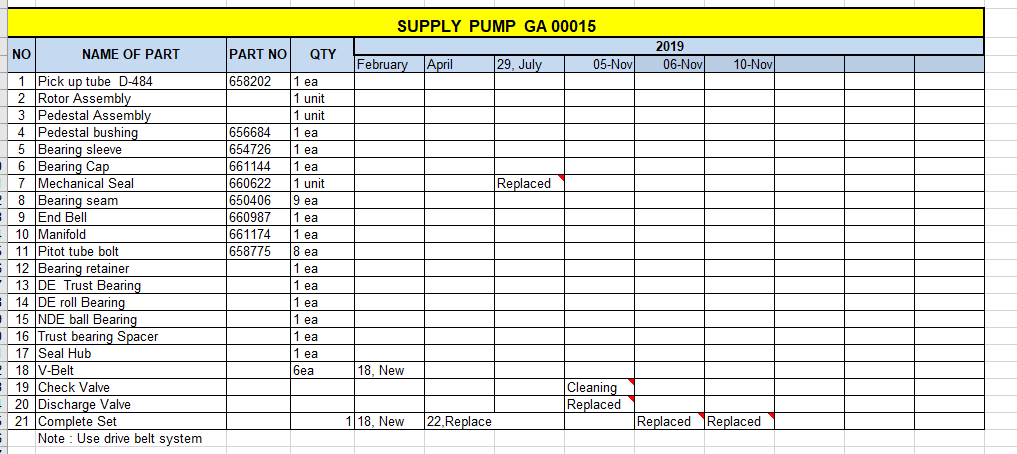 SUPPLY PUMP GA 00015
NO NAME OF PART PART NO QTY 2019
February April 29, July 05-Nov 06-Nov 10-Nov
1 Pick up tube D-484 658202 1 ea
2 Rotor Assembly 1 unit
3 Pedestal Assembly 1 unit
4 Pedestal bushing 656684 1 ea
5 Bearing sleeve 654726 1 ea
6 Bearing Cap 661144 1 ea
7 Mechanical Seal 660622 1 unit Replaced
8 Bearing seam 650406 9 ea
9 End Bell 660987 1 ea
10 Manifold 661174 1 ea
11 Pitot tube bolt 658775 8 ea
12 Bearing retainer 1 ea
13 DE Trust Bearing 1 ea
14 DE roll Bearing 1 ea
15 NDE ball Bearing 1 ea
16 Trust bearing Spacer 1 ea
17 Seal Hub 1 ea
18 V-Belt 6ea 18, New
19 Check Valve Cleaning
20 Discharge Valve Replaced
21 Complete Set 1 18, New 22,Replace Replaced Replaced
Note : Use drive belt system